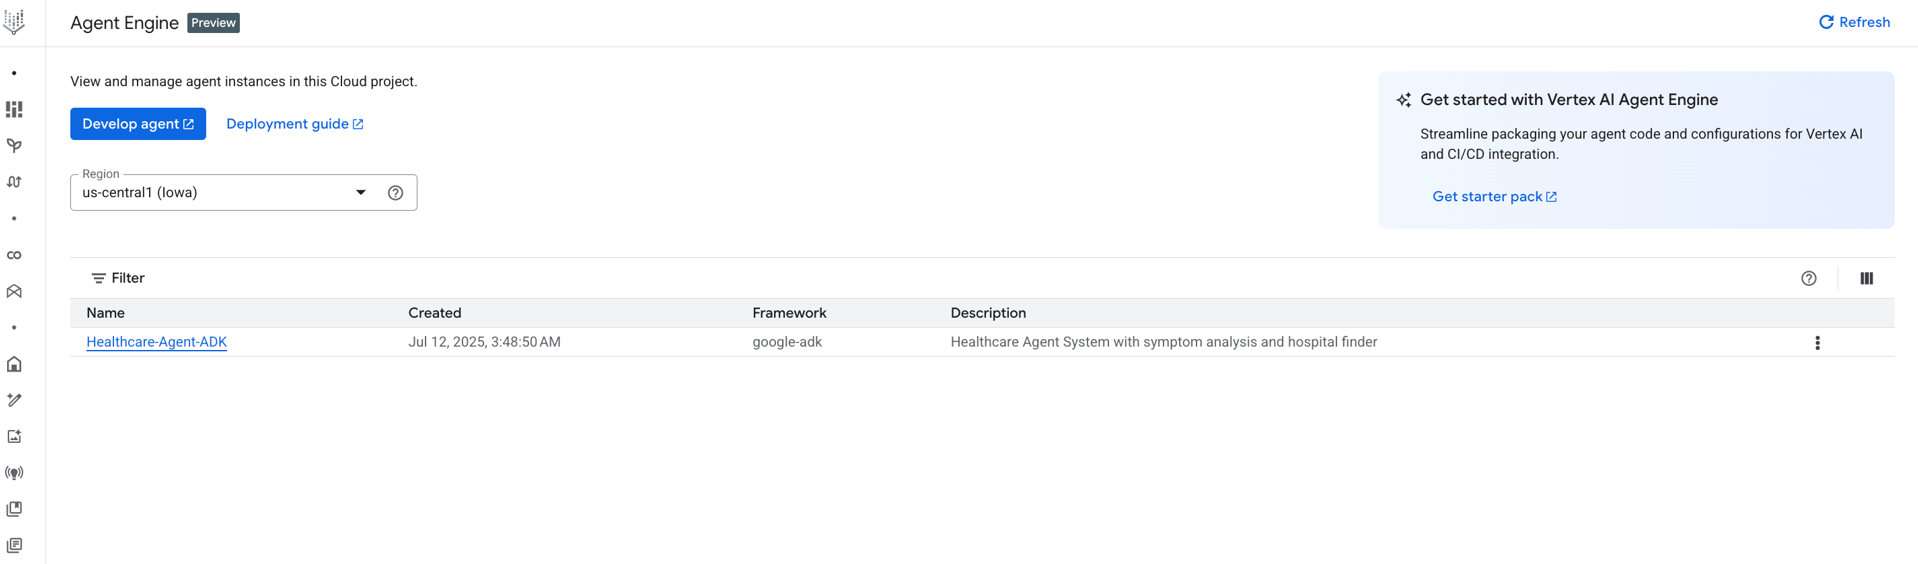 Agent Engine Preview
Refresh
View and manage agent instances in this Cloud project.
Develop agent
Deployment guide
Region
us-central1 (Iowa)
Get started with Vertex AI Agent Engine
Streamline packaging your agent code and configurations for Vertex AI
and CI/CD integration.
Get starter pack
Filter
Name Created Framework Description
Healthcare-Agent-ADK Jul 12, 2025, 3:48:50 AM google-adk Healthcare Agent System with symptom analysis and hospital finder